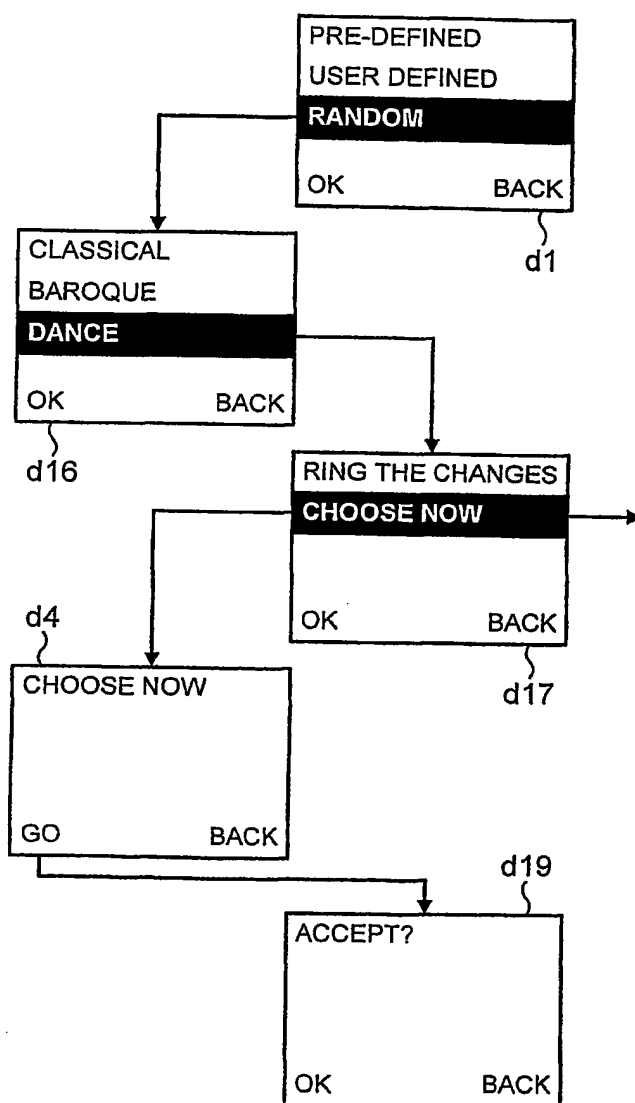 PRE-DEFINED
USER DEFINED
RANDOM
OK BACK
d1
CLASSICAL
BAROQUE
DANCE
OK BACK
d16
RING THE CHANGES
CHOOSE NOW
OK BACK
d17
d4
CHOOSE NOW
GO BACK
d19
ACCEPT?
OK BACK